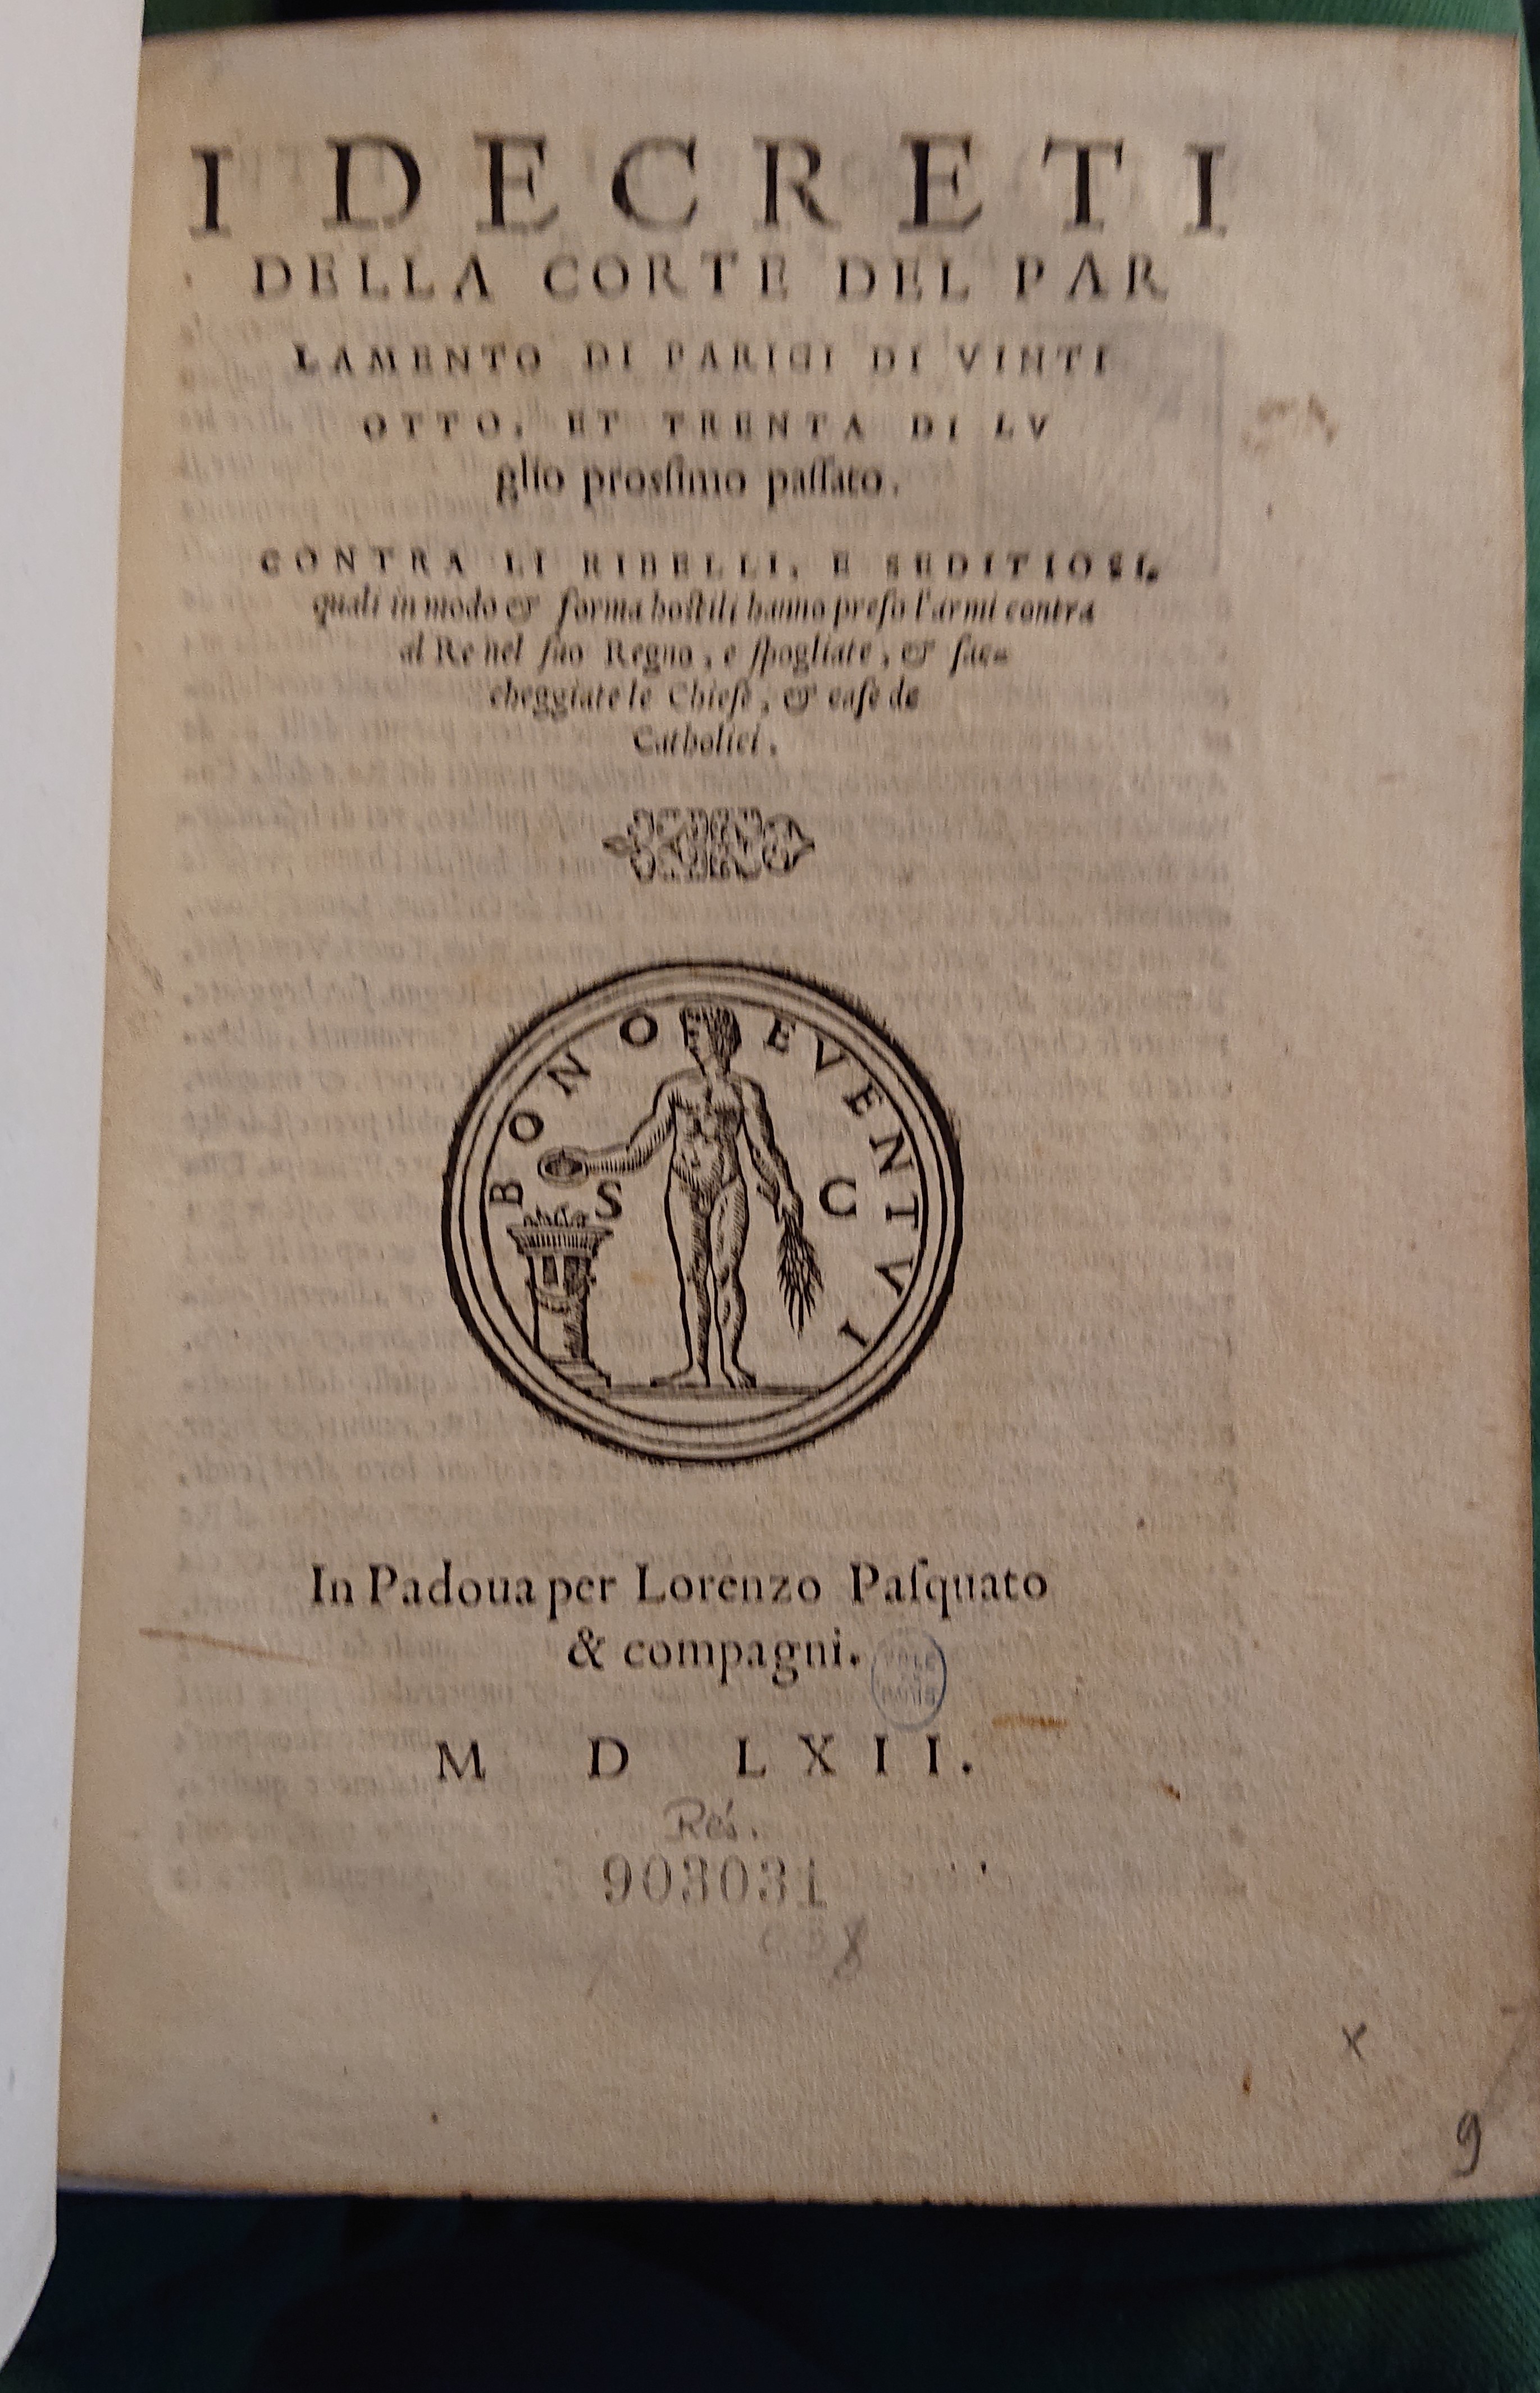 I DECRETI
DELLA CORTE DEL PAR
LAMENTO DI PARIGI DI VINTI
OTTO, ET TRENTA DI LV
glio prossimo paſſato.
CONTRA LI RIBELLI, E SEDITIOSI.
quali in modo & forma hoſtili hanno preſo l'armi contra
al Re nel ſuo Regno, e ſpogliate, & ſac=
cheggiate le Chieſe, & caſe de
Catholici.
BONO EVENTVI
S C
In Padoua per Lorenzo Paſquato
& compagni.
M D LXII.
Rés.
903031
x
9